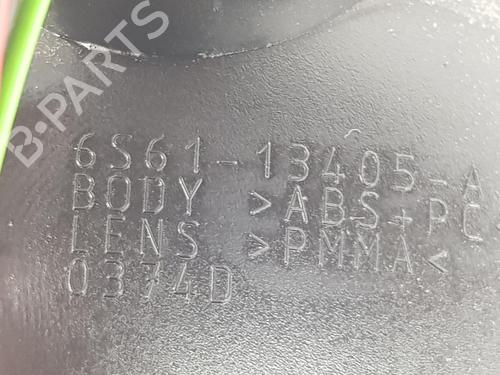 B-PARTS
6S61-13405-A
BODY >ABS+PC
LENS >PMMA<
0374D